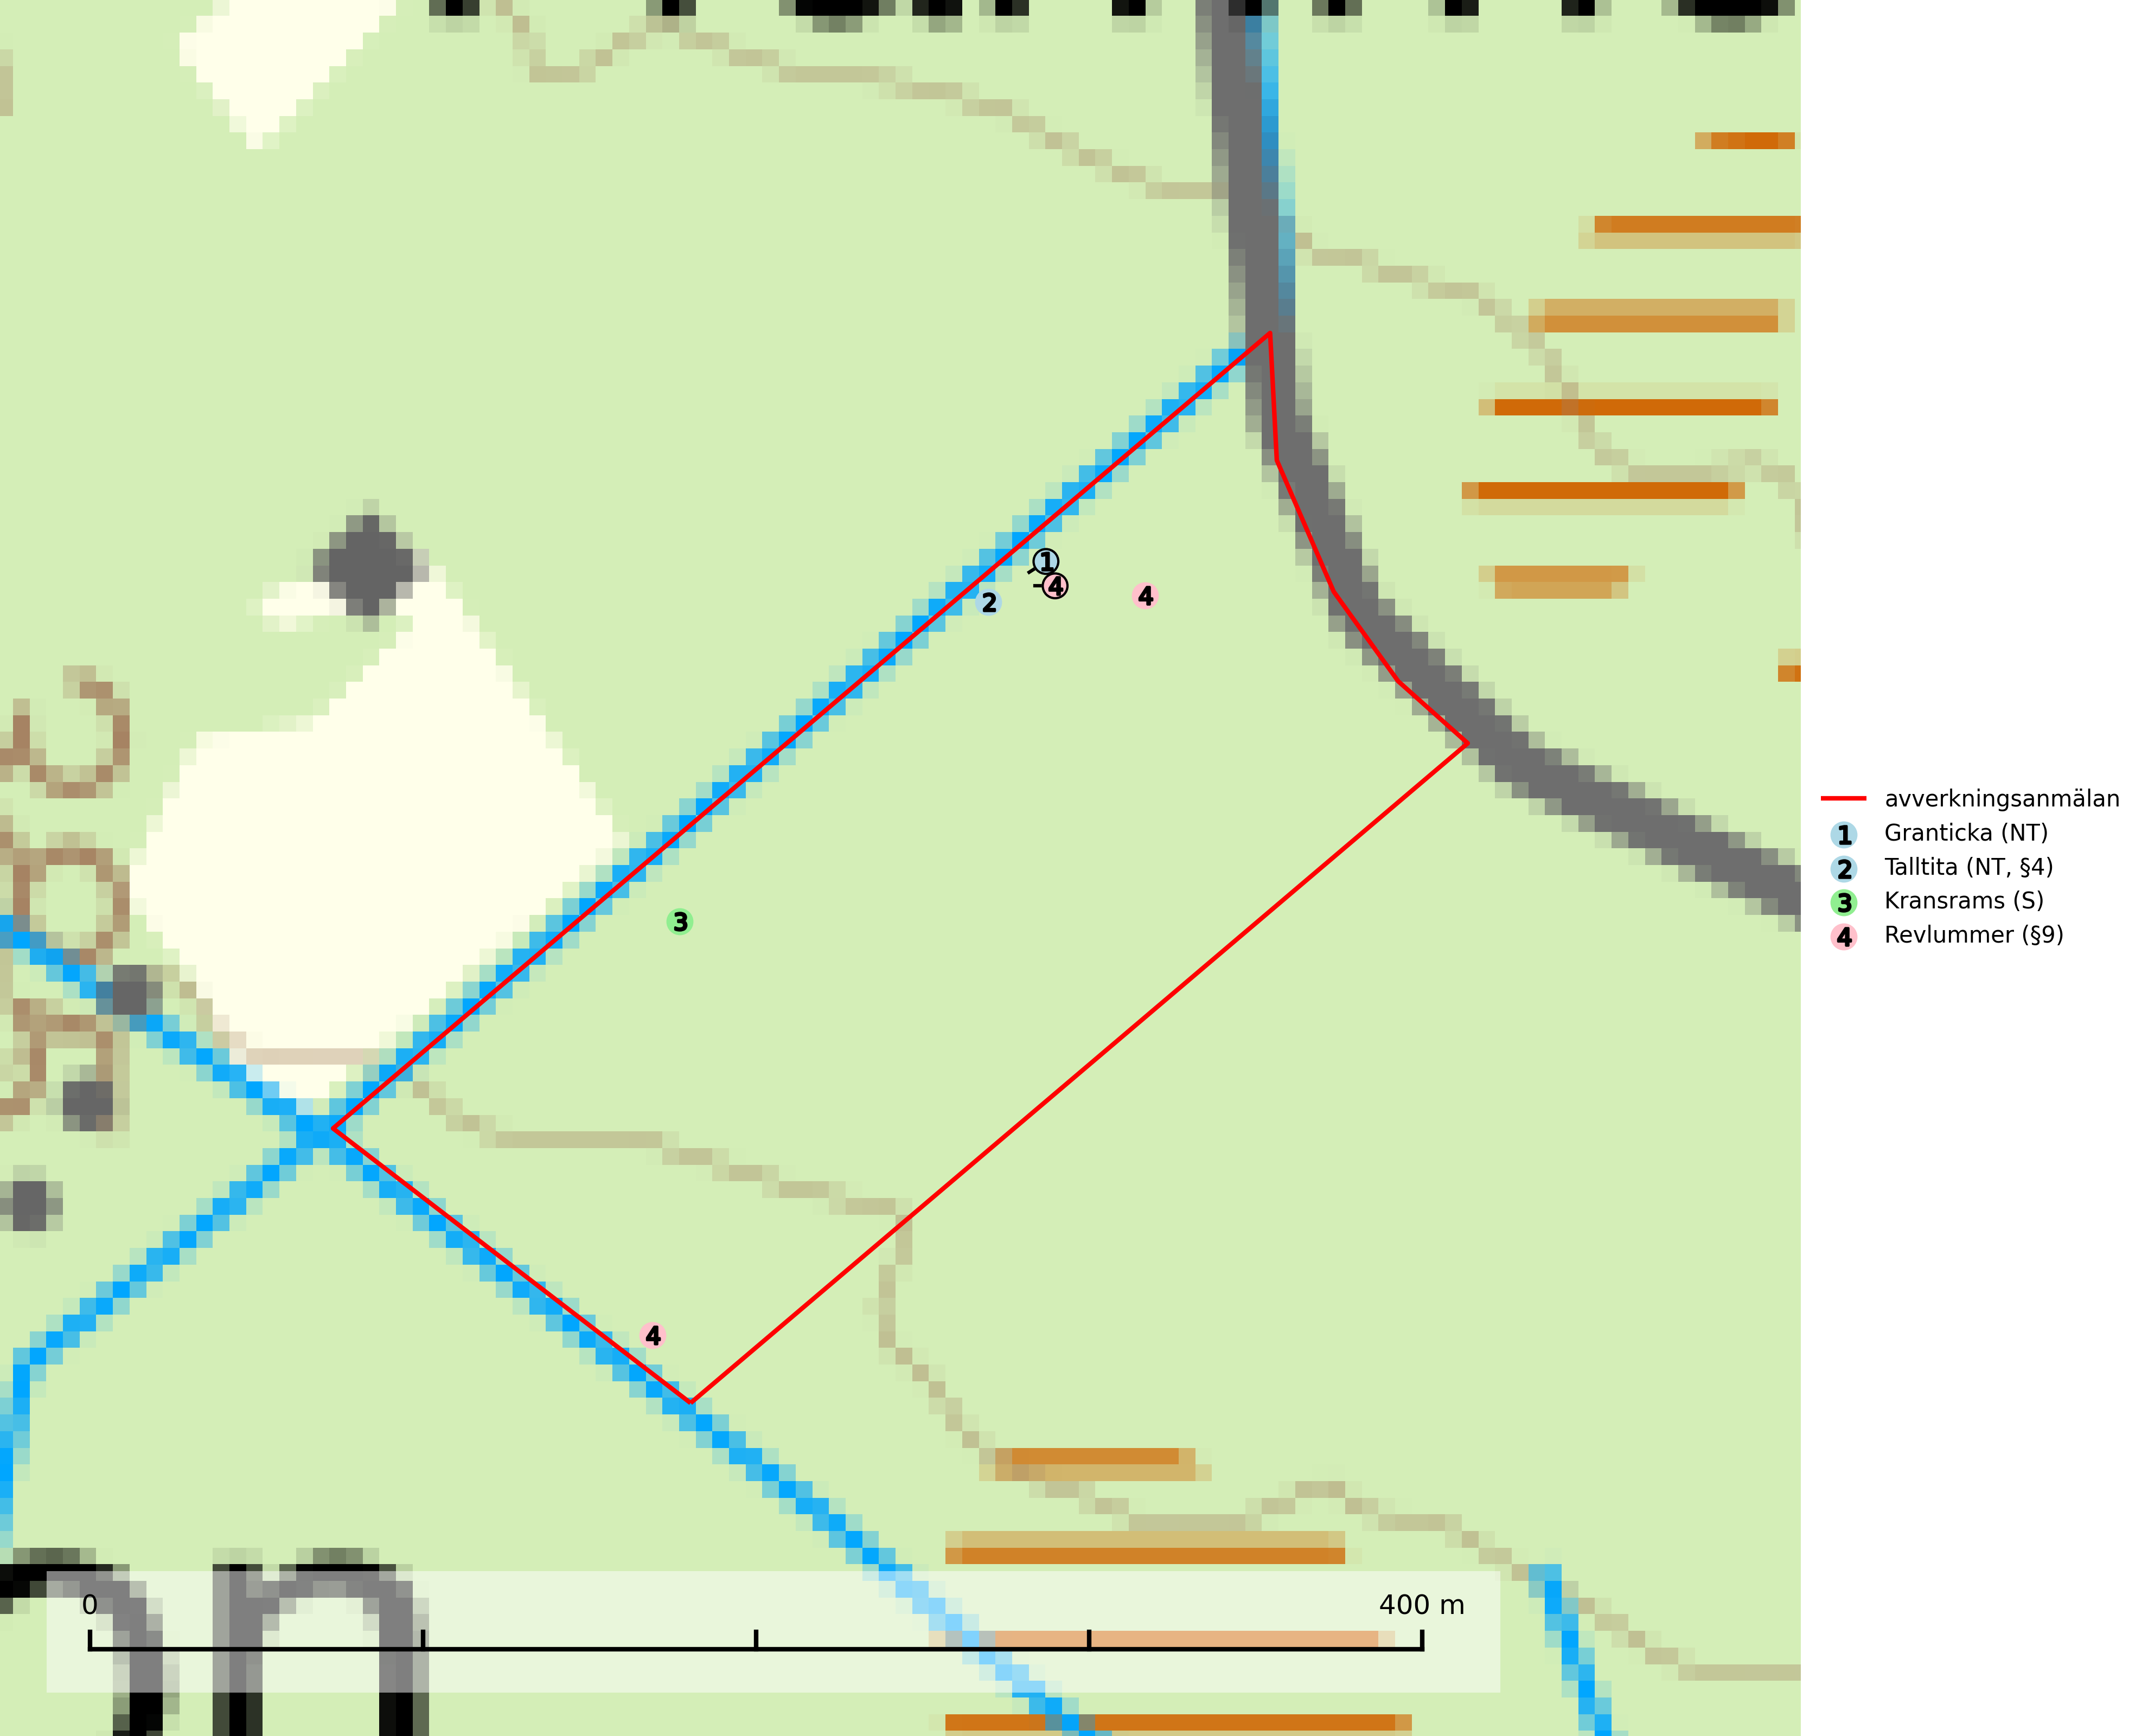 1
4
4
2
3
4
avverkningsanmälan
1 Granticka (NT)
2 Talltita (NT, §4)
3 Kransrams (S)
4 Revlummer (§9)
0 400 m